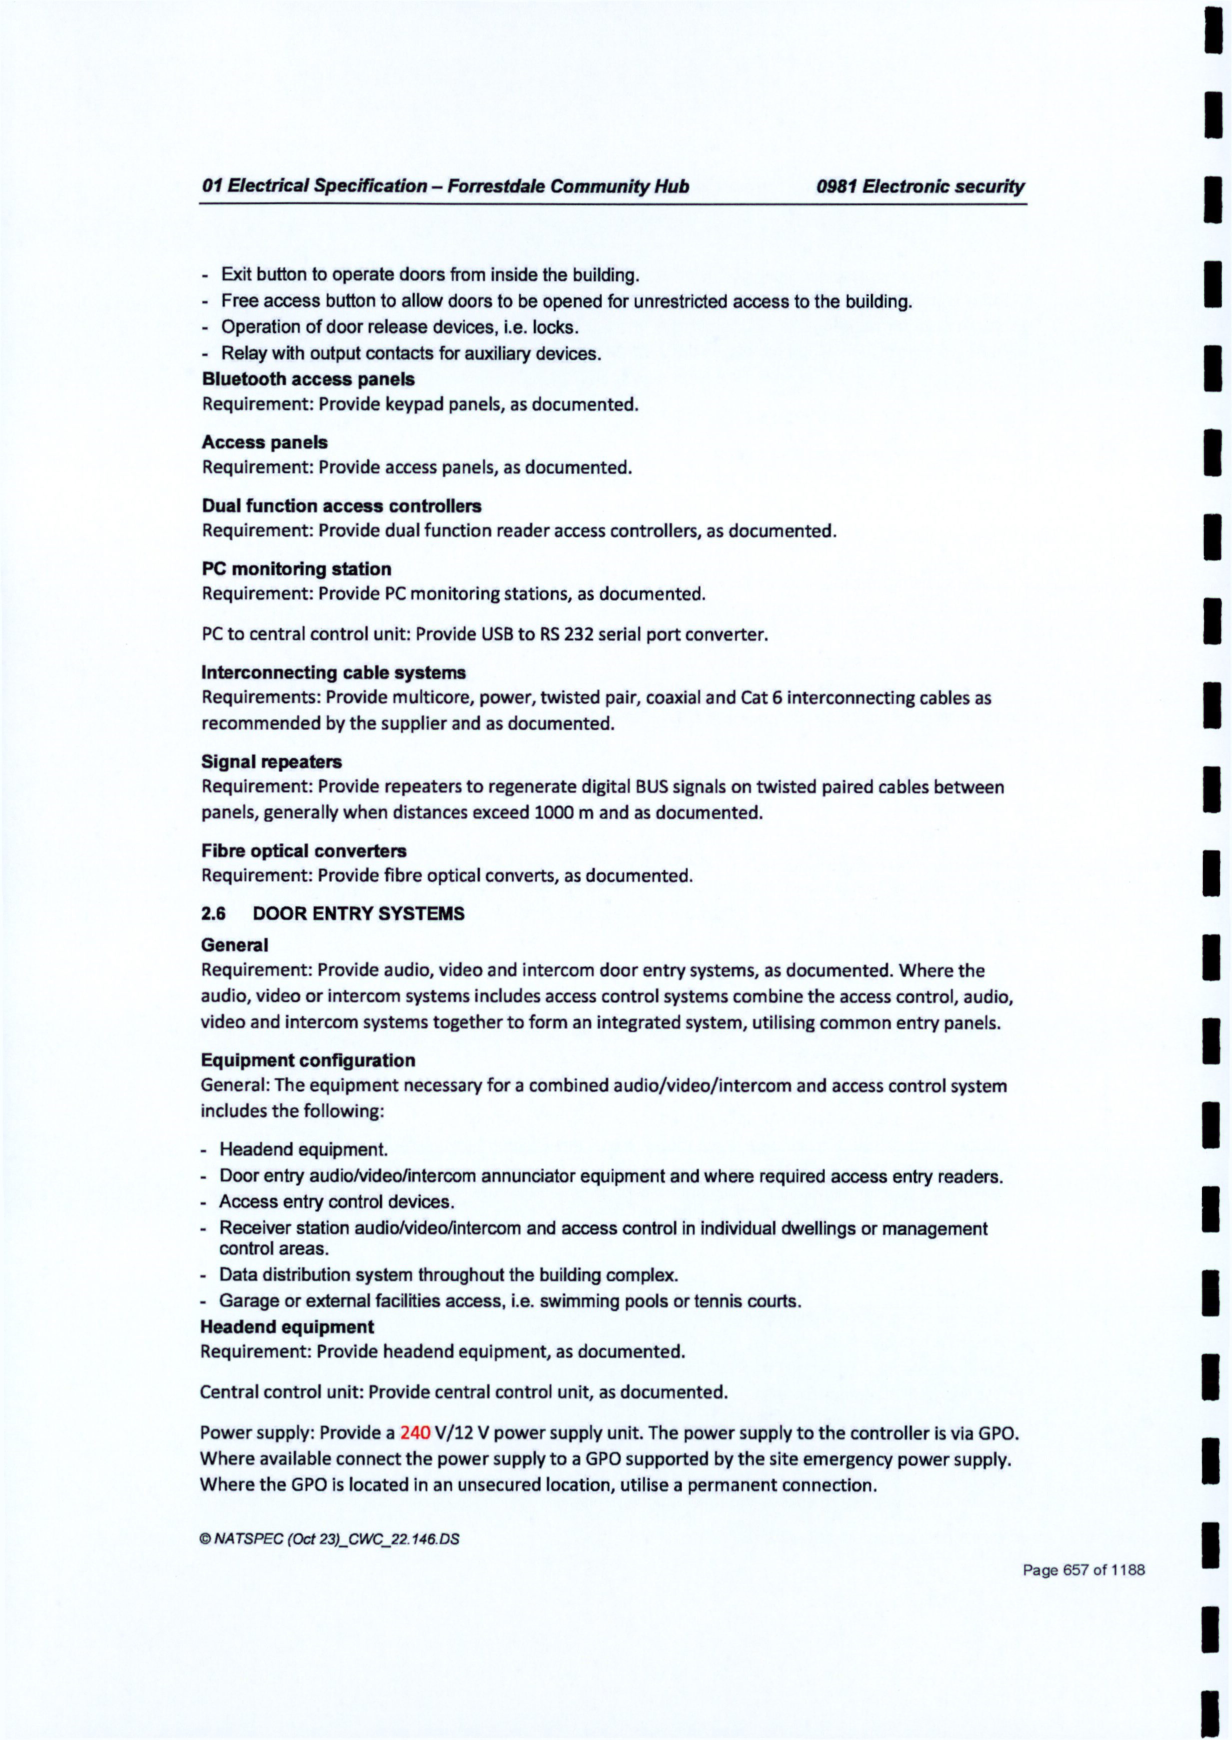 01 Electrical Specification – Forrestdale Community Hub 0981 Electronic security
- Exit button to operate doors from inside the building.
- Free access button to allow doors to be opened for unrestricted access to the building.
- Operation of door release devices, i.e. locks.
- Relay with output contacts for auxiliary devices.
Bluetooth access panels
Requirement: Provide keypad panels, as documented.
Access panels
Requirement: Provide access panels, as documented.
Dual function access controllers
Requirement: Provide dual function reader access controllers, as documented.
PC monitoring station
Requirement: Provide PC monitoring stations, as documented.
PC to central control unit: Provide USB to RS 232 serial port converter.
Interconnecting cable systems
Requirements: Provide multicore, power, twisted pair, coaxial and Cat 6 interconnecting cables as
recommended by the supplier and as documented.
Signal repeaters
Requirement: Provide repeaters to regenerate digital BUS signals on twisted paired cables between
panels, generally when distances exceed 1000 m and as documented.
Fibre optical converters
Requirement: Provide fibre optical converts, as documented.
2.6 DOOR ENTRY SYSTEMS
General
Requirement: Provide audio, video and intercom door entry systems, as documented. Where the
audio, video or intercom systems includes access control systems combine the access control, audio,
video and intercom systems together to form an integrated system, utilising common entry panels.
Equipment configuration
General: The equipment necessary for a combined audio/video/intercom and access control system
includes the following:
- Headend equipment.
- Door entry audio/video/intercom annunciator equipment and where required access entry readers.
- Access entry control devices.
- Receiver station audio/video/intercom and access control in individual dwellings or management
control areas.
- Data distribution system throughout the building complex.
- Garage or external facilities access, i.e. swimming pools or tennis courts.
Headend equipment
Requirement: Provide headend equipment, as documented.
Central control unit: Provide central control unit, as documented.
Power supply: Provide a 240 V/12 V power supply unit. The power supply to the controller is via GPO.
Where available connect the power supply to a GPO supported by the site emergency power supply.
Where the GPO is located in an unsecured location, utilise a permanent connection.
© NATSPEC (Oct 23)_CWC_22.146.DS
Page 657 of 1188